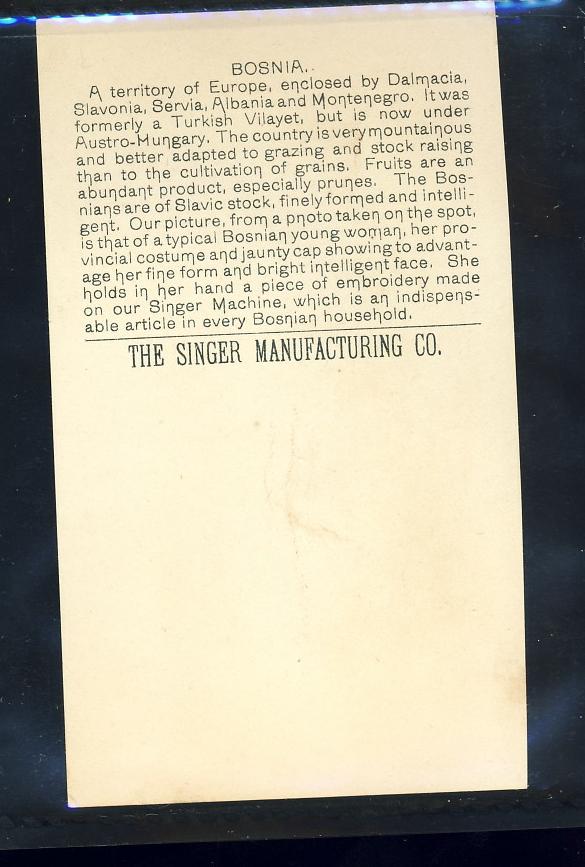 BOSNIA.
A territory of Europe, enclosed by Dalmacia,
Slavonia, Servia, Albania and Montenegro. It was
formerly a Turkish Vilayet, but is now under
Austro-Hungary. The country is very mountainous
and better adapted to grazing and stock raising
than to the cultivation of grains. Fruits are an
abundant product, especially prunes. The Bos-
nians are of Slavic stock, finely formed and intelli-
gent. Our picture, from a photo taken on the spot,
is that of a typical Bosnian young woman, her pro-
vincial costume and jaunty cap showing to advant-
age her fine form and bright intelligent face. She
holds in her hand a piece of embroidery made
on our Singer Machine, which is an indispens-
able article in every Bosnian household.
THE SINGER MANUFACTURING CO.